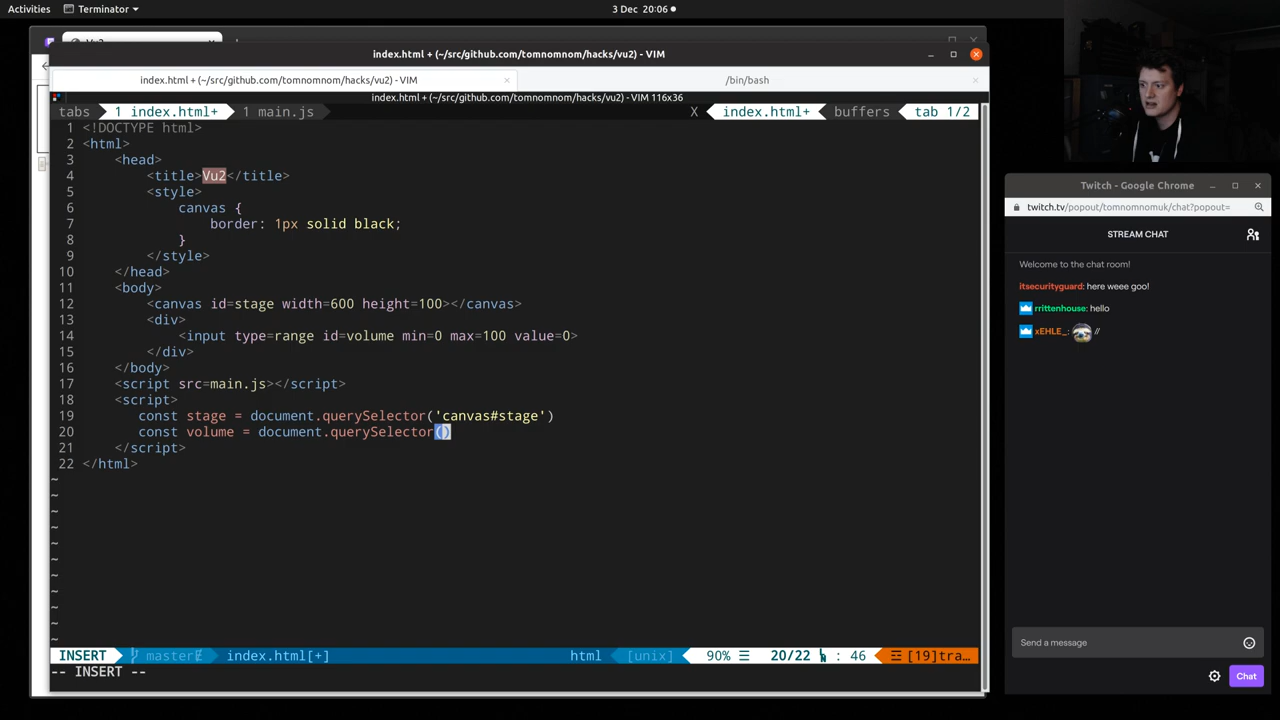 Activities
Terminator
3 Dec 20:06
index.html + (~/src/github.com/tomnomnom/hacks/vu2) - VIM
index.html + (~/src/github.com/tomnomnom/hacks/vu2) - VIM
/bin/bash
index.html + (~/src/github.com/tomnomnom/hacks/vu2) - VIM 116x36
tabs 1 index.html+ 1 main.js X index.html+ buffers tab 1/2
1 <!DOCTYPE html>
2 <html>
3 <head>
4 <title>Vu2</title>
5 <style>
6 canvas {
7 border: 1px solid black;
8 }
9 </style>
10 </head>
11 <body>
12 <canvas id=stage width=600 height=100></canvas>
13 <div>
14 <input type=range id=volume min=0 max=100 value=0>
15 </div>
16 </body>
17 <script src=main.js></script>
18 <script>
19 const stage = document.querySelector('canvas#stage')
20 const volume = document.querySelector()
21 </script>
22 </html>
~
~
~
~
~
~
~
~
~
~
~
INSERT master index.html[+] html [unix] 90% ☰ 20/22 : 46 ☲ [19]tra…
-- INSERT --
Twitch - Google Chrome
twitch.tv/popout/tomnomnomuk/chat?popout=
STREAM CHAT
Welcome to the chat room!
itsecurityguard: here weee goo!
rrittenhouse: hello
xEHLE_: //
Send a message
Chat